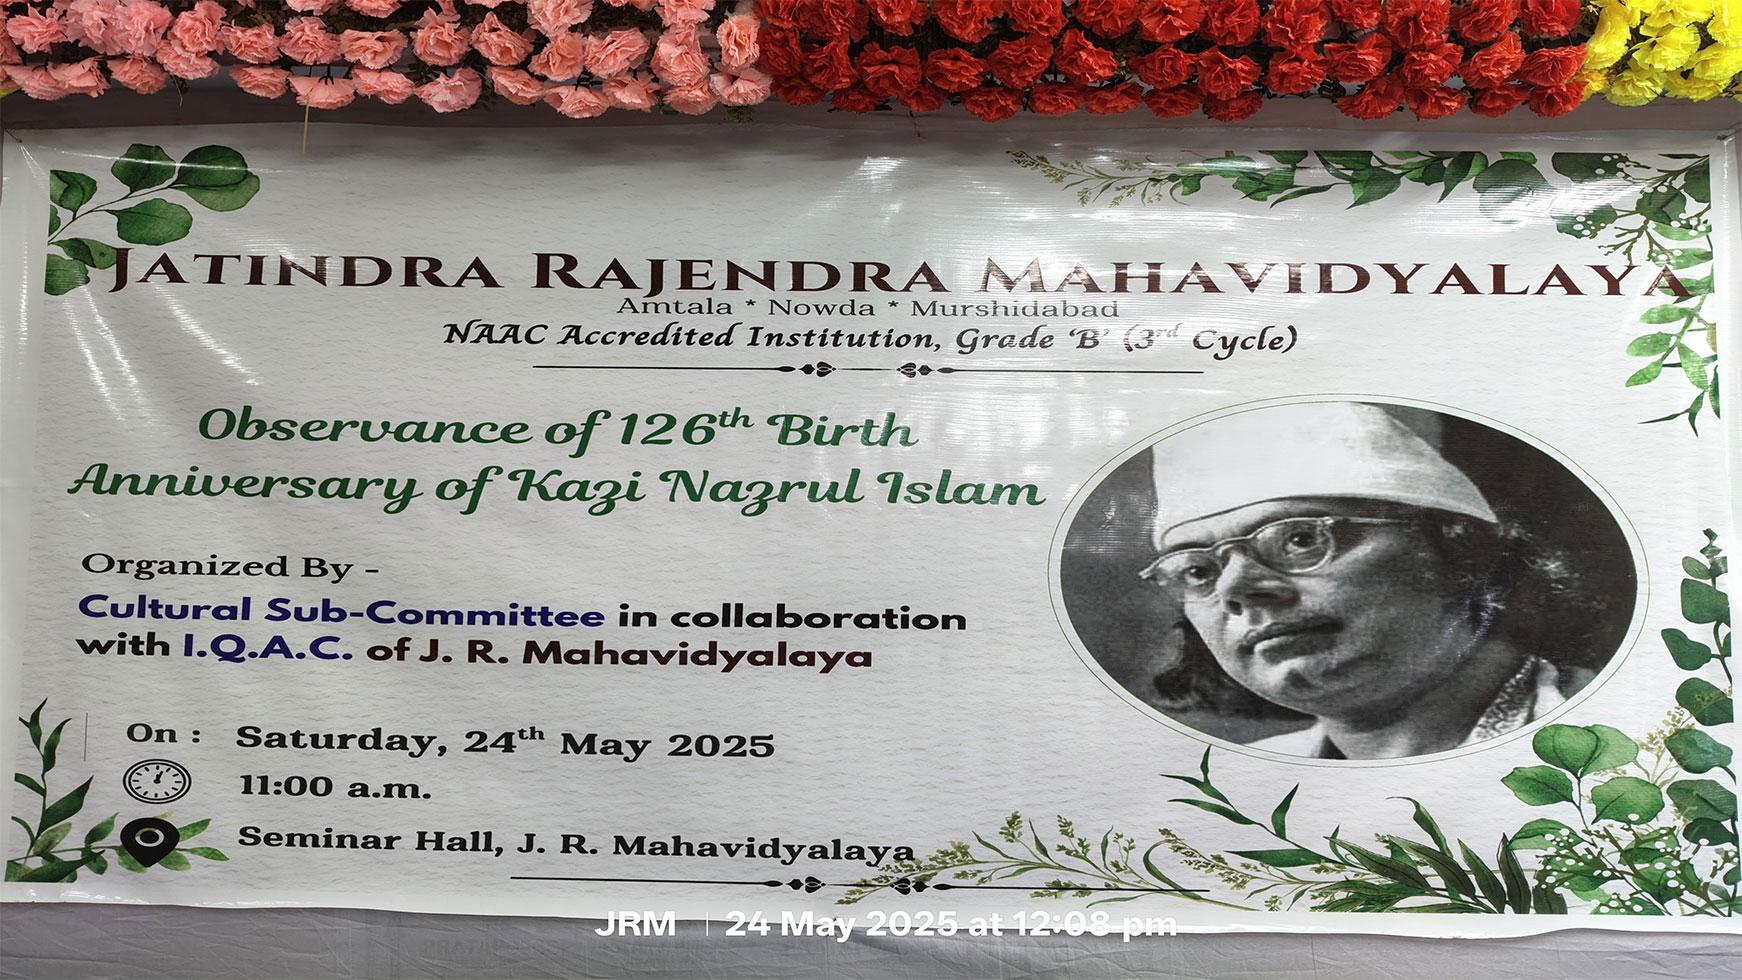 JATINDRA RAJENDRA MAHAVIDYALAYA
Amtala * Nowda * Murshidabad
NAAC Accredited Institution, Grade ‘B’ (3rd Cycle)
Observance of 126th Birth
Anniversary of Kazi Nazrul Islam
Organized By -
Cultural Sub-Committee in collaboration
with I.Q.A.C. of J. R. Mahavidyalaya
On : Saturday, 24th May 2025
11:00 a.m.
Seminar Hall, J. R. Mahavidyalaya
JRM | 24 May 2025 at 12:08 pm